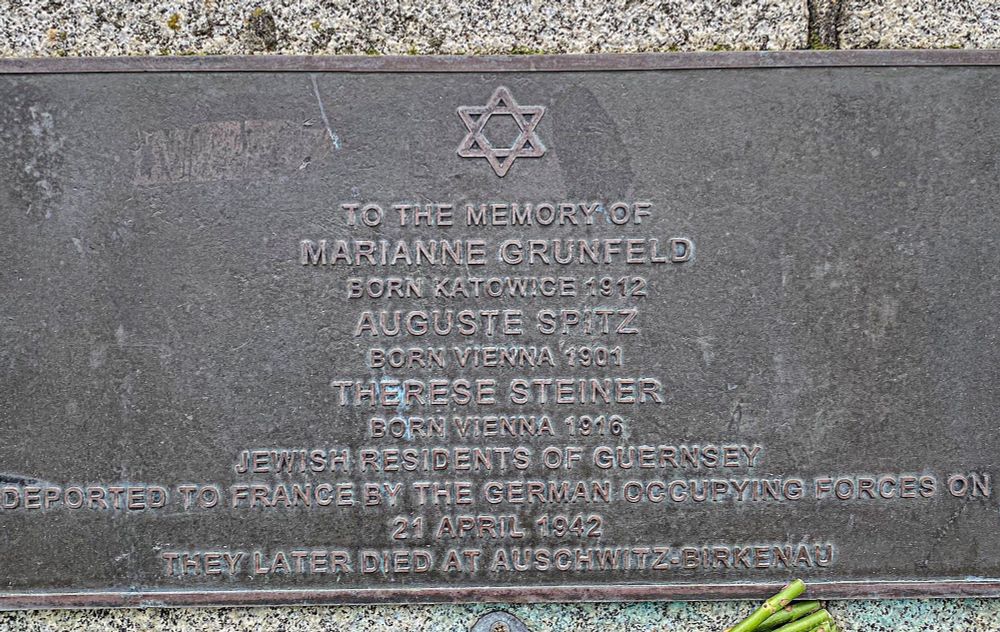 TO THE MEMORY OF
MARIANNE GRUNFELD
BORN KATOWICE 1912
AUGUSTE SPITZ
BORN VIENNA 1901
THERESE STEINER
BORN VIENNA 1916
JEWISH RESIDENTS OF GUERNSEY
DEPORTED TO FRANCE BY THE GERMAN OCCUPYING FORCES ON
21 APRIL 1942
THEY LATER DIED AT AUSCHWITZ-BIRKENAU